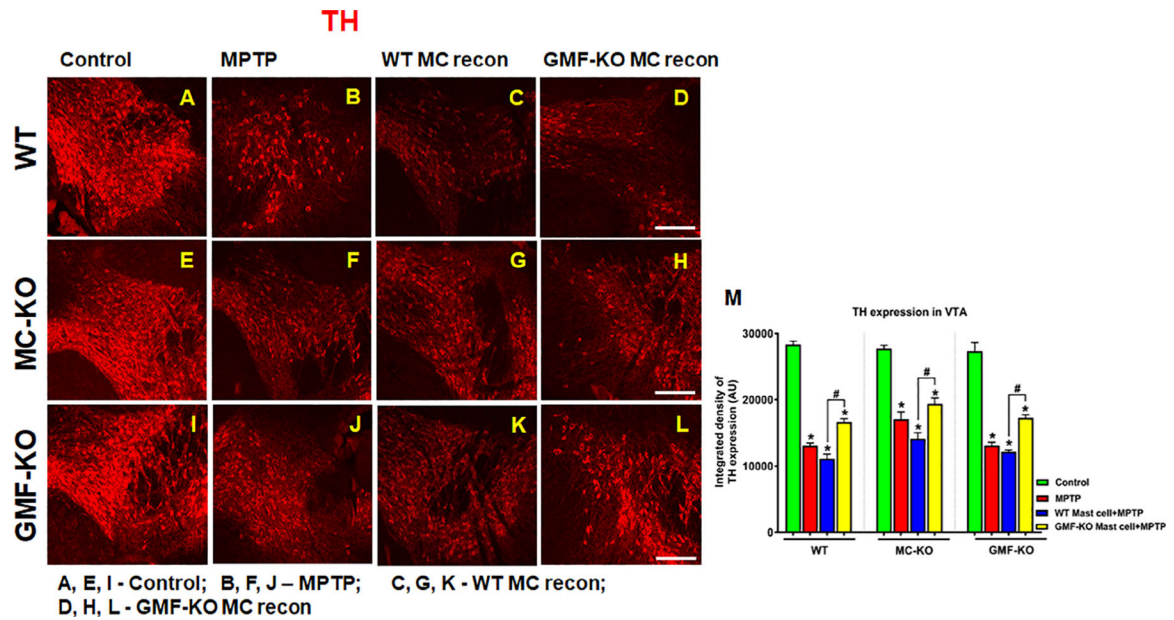 TH
Control MPTP WT MC recon GMF-KO MC recon
WT
A B C D
MC-KO
E F G H
GMF-KO
I J K L
A, E, I - Control; B, F, J – MPTP; C, G, K - WT MC recon;
D, H, L - GMF-KO MC recon
M
TH expression in VTA
Integrated density of
TH expression (AU)
30000
20000
10000
0
* * # *
* * # *
* * # *
WT MC-KO GMF-KO
Control
MPTP
WT Mast cell+MPTP
GMF-KO Mast cell+MPTP